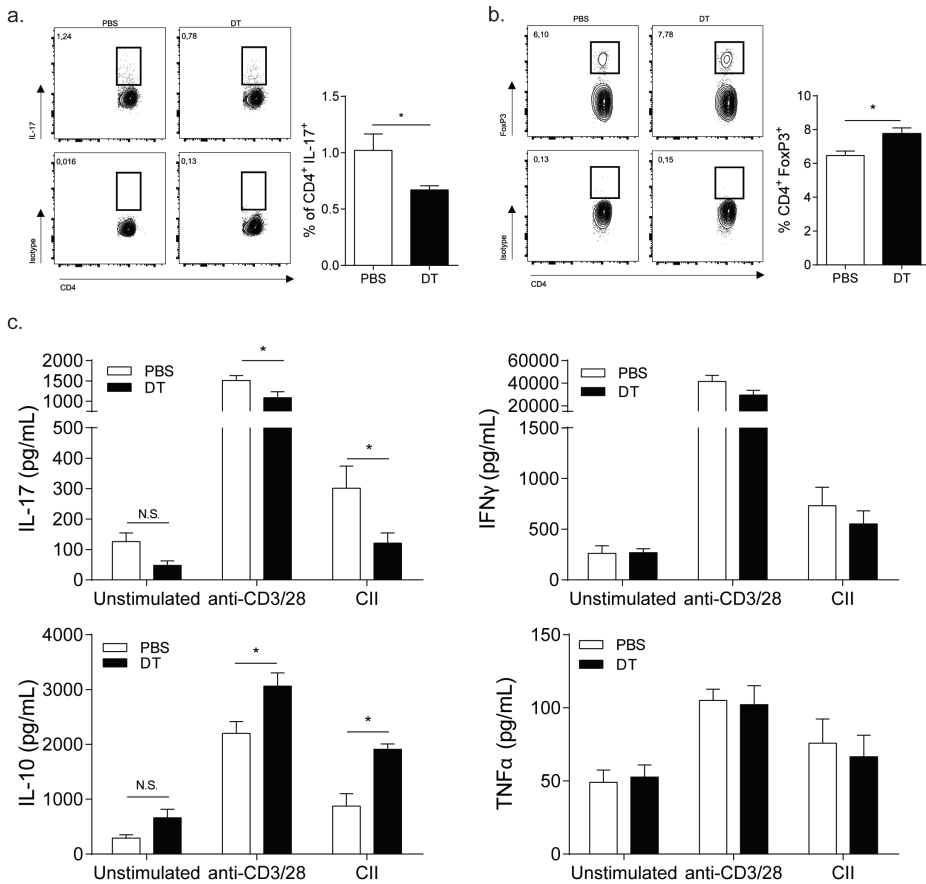 a.
PBS
DT
1,24
0,78
IL-17
0,016
0,13
Isotype
CD4
% of CD4+ IL-17+
1.5
1.0
0.5
0.0
*
PBS
DT
b.
PBS
DT
6,10
7,78
FoxP3
0,13
0,15
Isotype
CD4
% CD4+ FoxP3+
10
8
6
4
2
0
*
PBS
DT
c.
IL-17 (pg/mL)
2000
1500
1000
500
400
300
200
100
0
PBS
DT
N.S.
*
*
Unstimulated
anti-CD3/28
CII
IFNγ (pg/mL)
60000
40000
20000
1500
1000
500
0
PBS
DT
Unstimulated
anti-CD3/28
CII
IL-10 (pg/mL)
4000
3000
2000
1000
0
PBS
DT
N.S.
*
*
Unstimulated
anti-CD3/28
CII
TNFα (pg/mL)
150
100
50
0
PBS
DT
Unstimulated
anti-CD3/28
CII